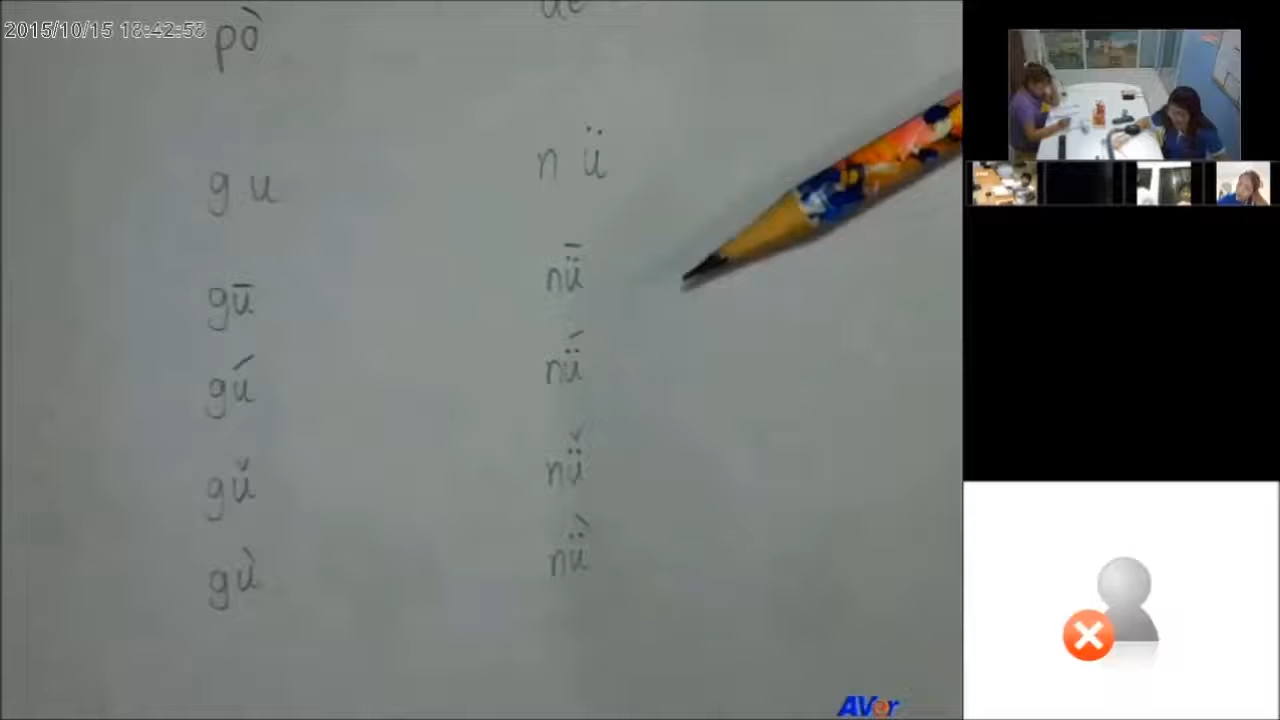 2015/10/15 18:42:53
pò
g u
gū
gú
gǔ
gù
n ü
nǖ
nǘ
nǚ
nǜ
AVer